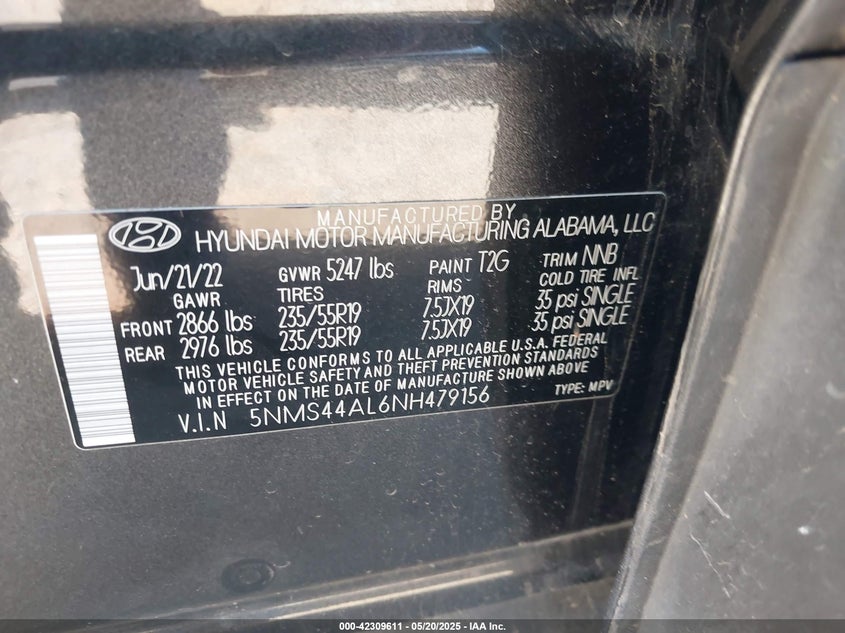 MANUFACTURED BY
HYUNDAI MOTOR MANUFACTURING ALABAMA, LLC
Jun/21/22 GVWR 5247 lbs PAINT T2G TRIM NNB
GAWR TIRES RIMS COLD TIRE INFL
FRONT 2866 lbs 235/55R19 7.5JX19 35 psi SINGLE
REAR 2976 lbs 235/55R19 7.5JX19 35 psi SINGLE
THIS VEHICLE CONFORMS TO ALL APPLICABLE U.S.A. FEDERAL
MOTOR VEHICLE SAFETY AND THEFT PREVENTION STANDARDS
IN EFFECT ON THE DATE OF MANUFACTURE SHOWN ABOVE
V.I.N 5NMS44AL6NH479156 TYPE: MPV
000-42309611 - 05/20/2025 - IAA Inc.